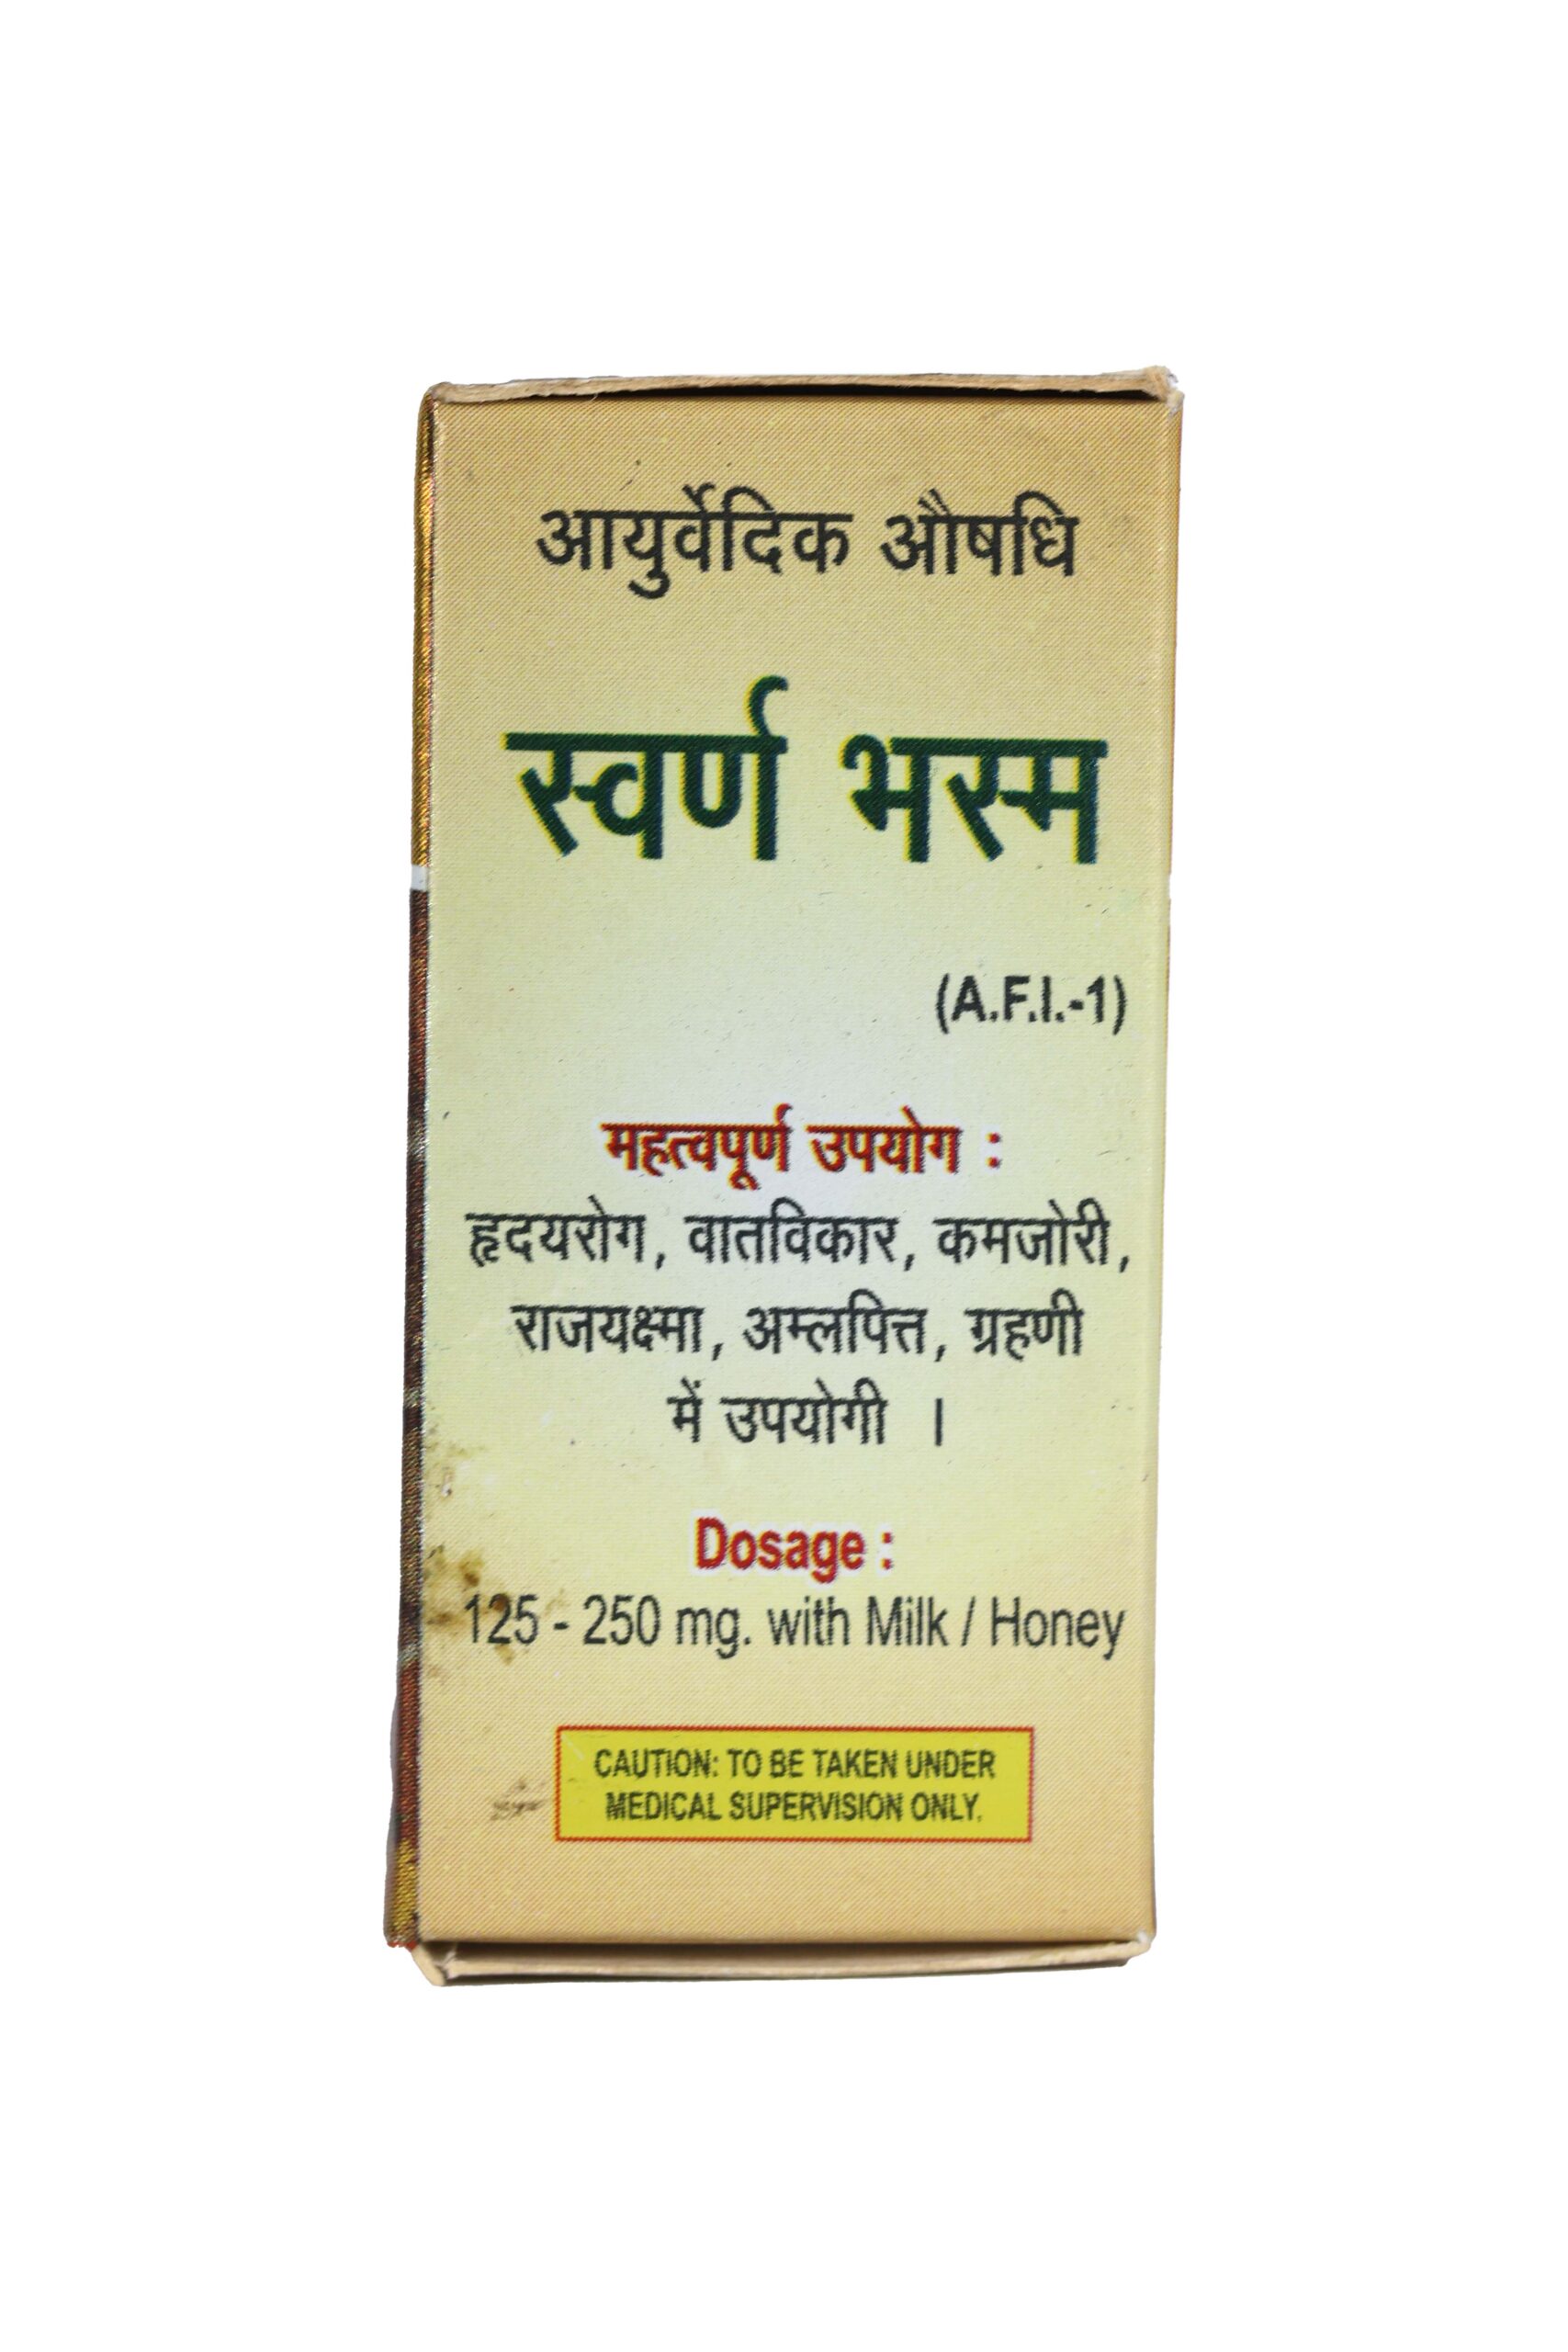 आयुर्वेदिक औषधि
स्वर्ण भस्म
(A.F.I.-1)
महत्वपूर्ण उपयोग :
हृदयरोग, वातविकार, कमजोरी,
राजयक्ष्मा, अम्लपित्त, ग्रहणी
में उपयोगी ।
Dosage :
125 - 250 mg. with Milk / Honey
CAUTION: TO BE TAKEN UNDER
MEDICAL SUPERVISION ONLY.